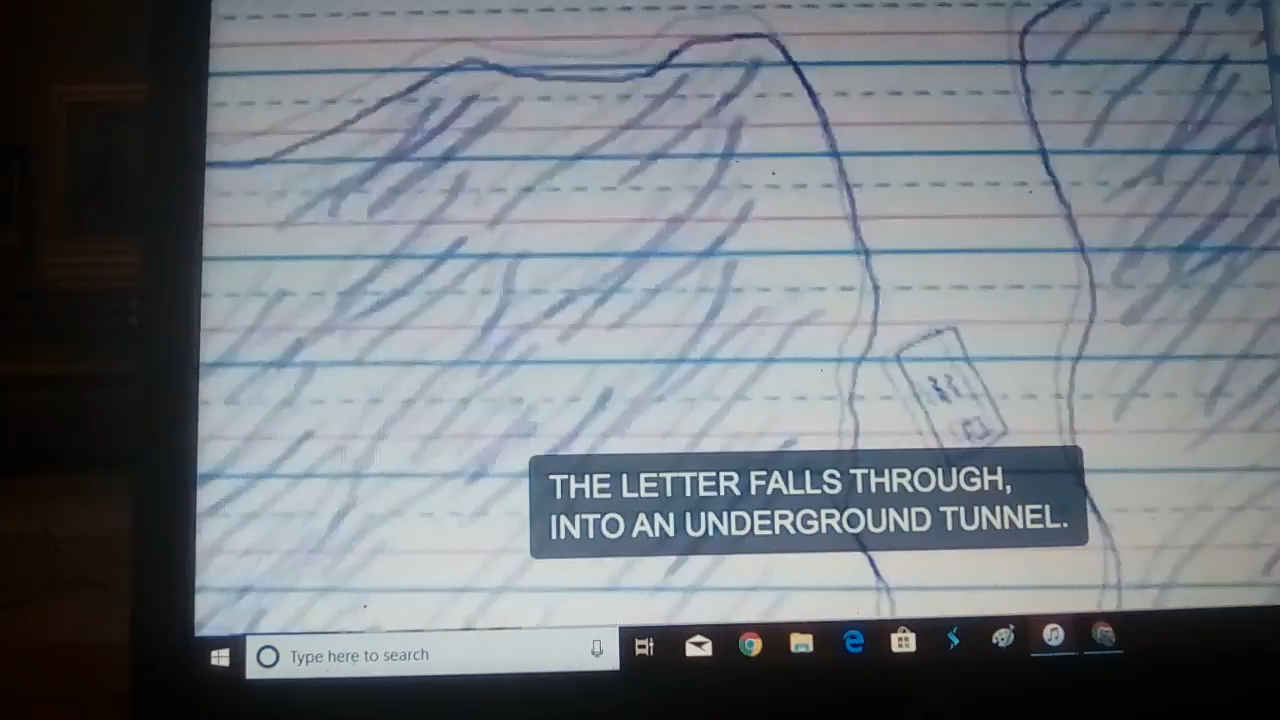 THE LETTER FALLS THROUGH,
INTO AN UNDERGROUND TUNNEL.
Type here to search